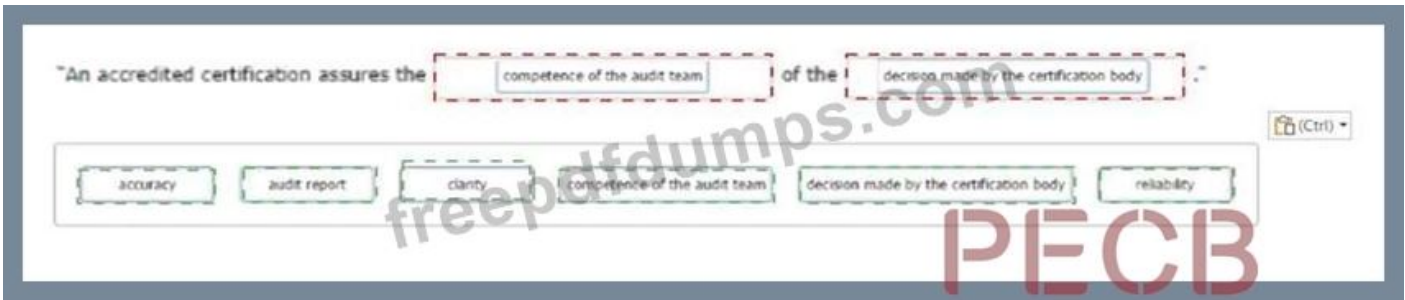 "An accredited certification assures the competence of the audit team of the decision made by the certification body ."
(Ctrl)
accuracy audit report clarity competence of the audit team decision made by the certification body reliability
freepdfdumps.com
PECB